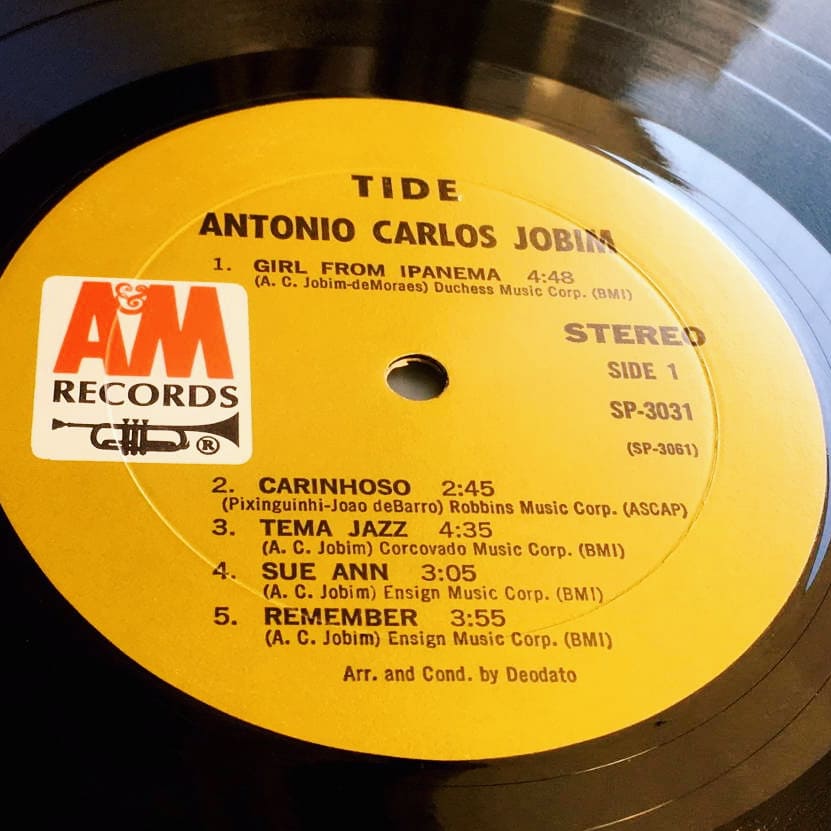 TIDE
ANTONIO CARLOS JOBIM
1. GIRL FROM IPANEMA 4:48
(A. C. Jobim-deMoraes) Duchess Music Corp. (BMI)
A&M
RECORDS
®
STEREO
SIDE 1
SP-3031
(SP-3061)
2. CARINHOSO 2:45
(Pixinguinhi-Joao deBarro) Robbins Music Corp. (ASCAP)
3. TEMA JAZZ 4:35
(A. C. Jobim) Corcovado Music Corp. (BMI)
4. SUE ANN 3:05
(A. C. Jobim) Ensign Music Corp. (BMI)
5. REMEMBER 3:55
(A. C. Jobim) Ensign Music Corp. (BMI)
Arr. and Cond. by Deodato